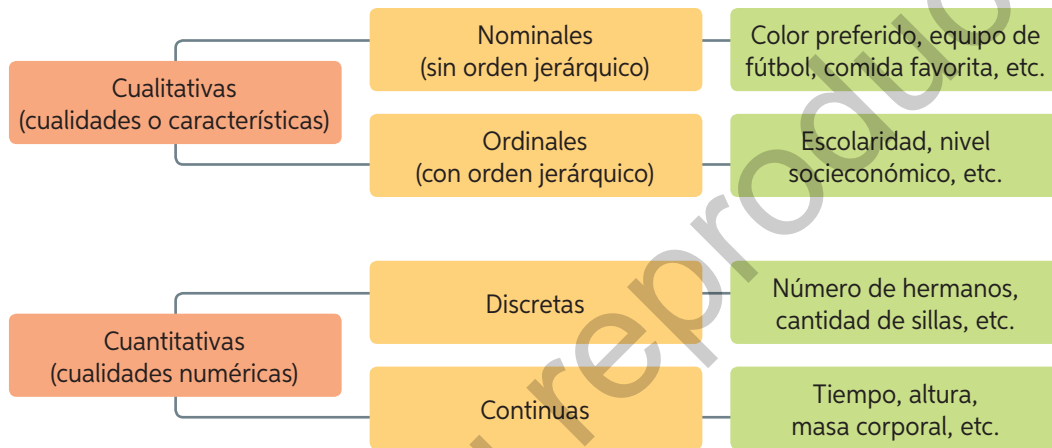 Cualitativas
(cualidades o características)
Nominales
(sin orden jerárquico)
Color preferido, equipo de
fútbol, comida favorita, etc.
Ordinales
(con orden jerárquico)
Escolaridad, nivel
socioeconómico, etc.
Cuantitativas
(cualidades numéricas)
Discretas
Número de hermanos,
cantidad de sillas, etc.
Continuas
Tiempo, altura,
masa corporal, etc.